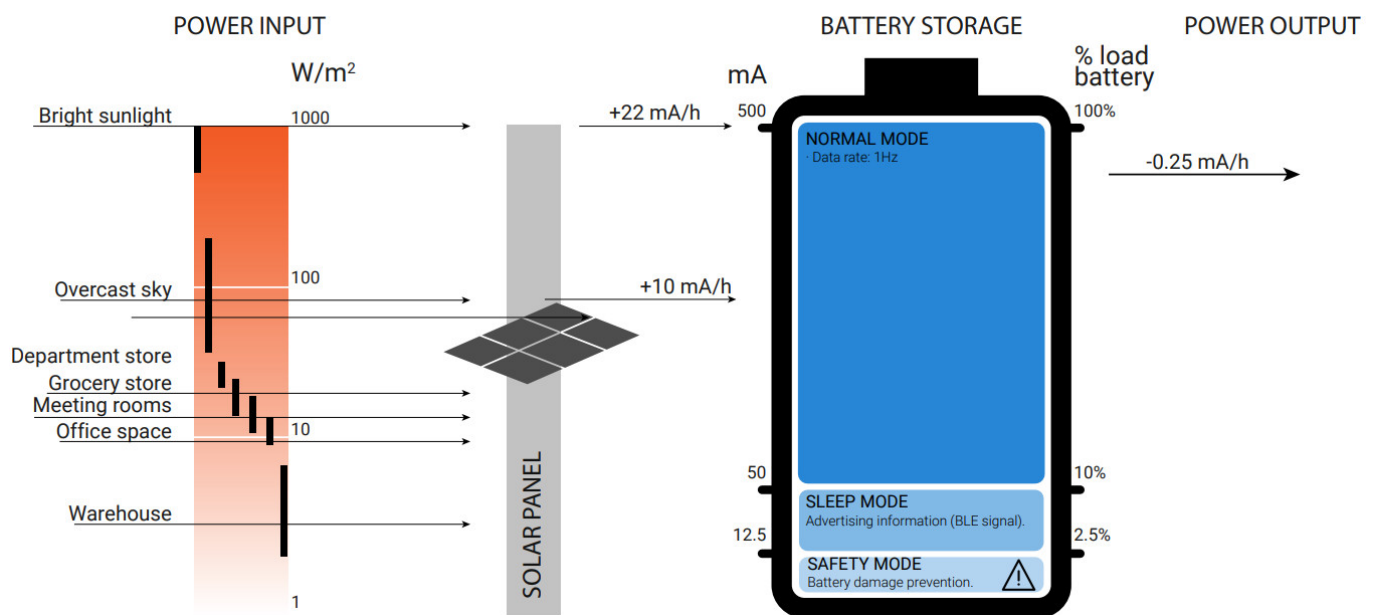 POWER INPUT
BATTERY STORAGE
POWER OUTPUT
W/m²
mA
% load
battery
Bright sunlight
1000
+22 mA/h
500
100%
NORMAL MODE
· Data rate: 1Hz
-0.25 mA/h
100
Overcast sky
+10 mA/h
Department store
Grocery store
Meeting rooms
Office space
10
SOLAR PANEL
50
10%
SLEEP MODE
Advertising information (BLE signal).
Warehouse
12.5
2.5%
SAFETY MODE
Battery damage prevention.
1